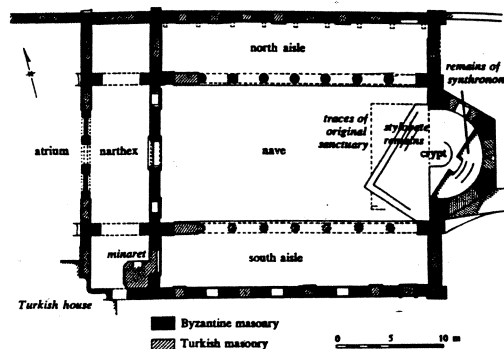 north aisle
remains of
synthronon
traces of
original
sanctuary
stylobate
remains
crypt
atrium
narthex
nave
minaret
south aisle
Turkish house
Byzantine masonry
Turkish masonry
0 5 10 m